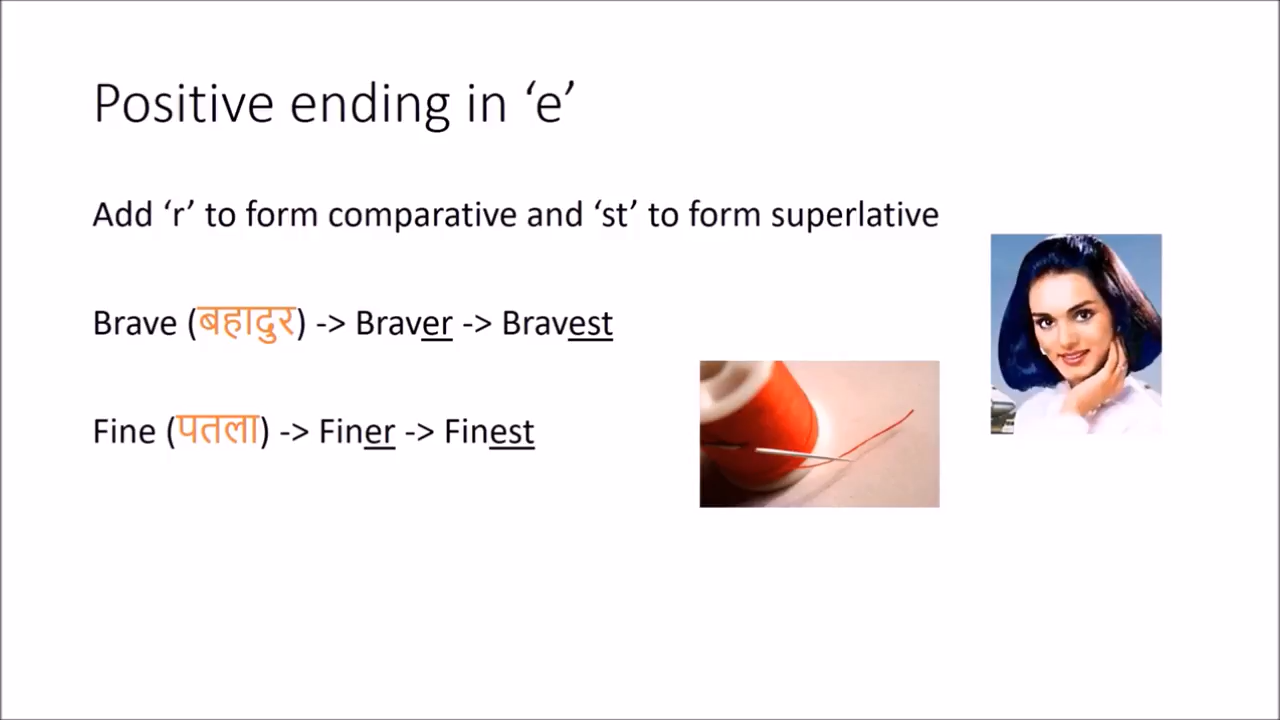 Positive ending in ‘e’
Add ‘r’ to form comparative and ‘st’ to form superlative
Brave (बहादुर) -> Braver -> Bravest
Fine (पतला) -> Finer -> Finest